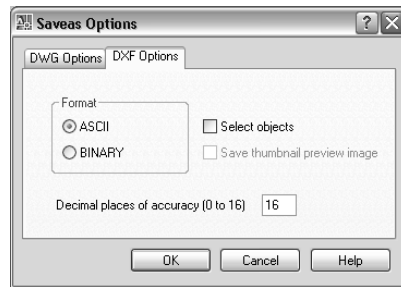 Saveas Options
DWG Options DXF Options
Format
ASCII
BINARY
Select objects
Save thumbnail preview image
Decimal places of accuracy (0 to 16) 16
OK Cancel Help